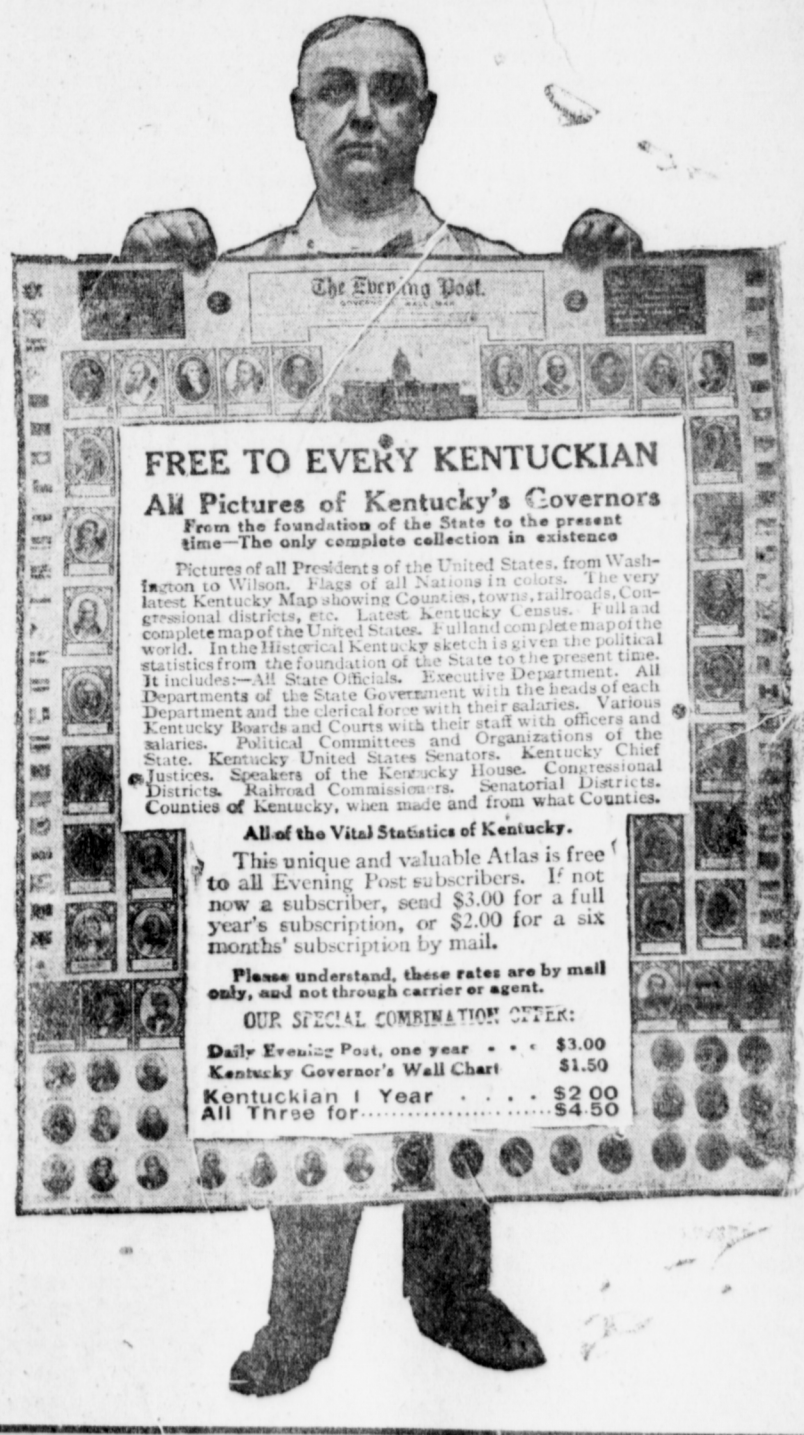 The Evening Post.
FREE TO EVERY KENTUCKIAN
All Pictures of Kentucky's Governors
From the foundation of the State to the present
time—The only complete collection in existence
Pictures of all Presidents of the United States, from Wash-
ington to Wilson. Flags of all Nations in colors. The very
latest Kentucky Map showing Counties, towns, railroads, Con-
gressional districts, etc. Latest Kentucky Census. Full and
complete map of the United States. Full and complete map of the
world. In the Historical Kentucky sketch is given the political
statistics from the foundation of the State to the present time.
It includes:—All State Officials. Executive Department. All
Departments of the State Government with the heads of each
Department and the clerical force with their salaries. Various
Kentucky Boards and Courts with their staff with officers and
salaries. Political Committees and Organizations of the
State. Kentucky United States Senators. Kentucky Chief
Justices. Speakers of the Kentucky House. Congressional
Districts. Railroad Commissioners. Senatorial Districts.
Counties of Kentucky, when made and from what Counties.
All of the Vital Statistics of Kentucky.
This unique and valuable Atlas is free
to all Evening Post subscribers. If not
now a subscriber, send $3.00 for a full
year's subscription, or $2.00 for a six
months' subscription by mail.
Please understand, these rates are by mail
only, and not through carrier or agent.
OUR SPECIAL COMBINATION OFFER:
Daily Evening Post, one year • • • $3.00
Kentucky Governor's Wall Chart $1.50
Kentuckian 1 Year . . . . $2 00
All Three for........................$4.50